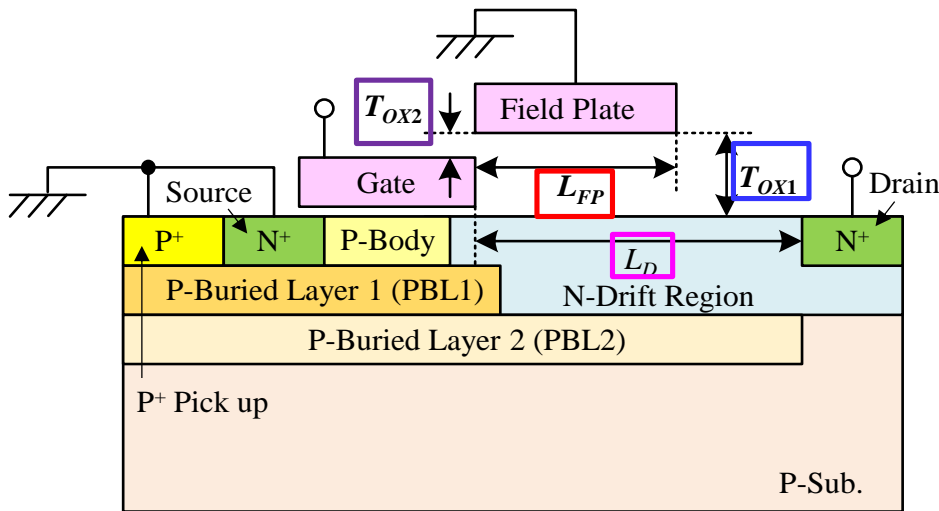 T_OX2
Field Plate
Gate
L_FP
T_OX1
Drain
Source
P+
N+
P-Body
L_D
N+
P-Buried Layer 1 (PBL1)
N-Drift Region
P-Buried Layer 2 (PBL2)
P+ Pick up
P-Sub.